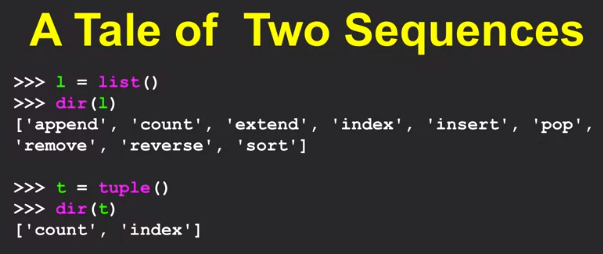 A Tale of Two Sequences
>>> l = list()
>>> dir(l)
['append', 'count', 'extend', 'index', 'insert', 'pop',
'remove', 'reverse', 'sort']
>>> t = tuple()
>>> dir(t)
['count', 'index']